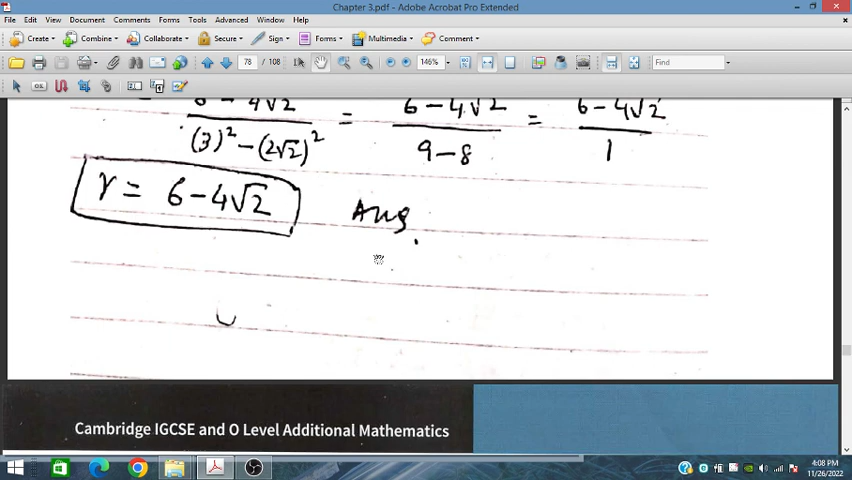 Chapter 3.pdf - Adobe Acrobat Pro Extended
File Edit View Document Comments Forms Tools Advanced Window Help
Create Combine Collaborate Secure Sign Forms Multimedia Comment
78 / 108 146% Find
6 - 4√2 / (3)² - (2√2)² = 6 - 4√2 / 9 - 8 = 6 - 4√2 / 1
r = 6 - 4√2 Ans.
Cambridge IGCSE and O Level Additional Mathematics
4:08 PM
11/26/2022